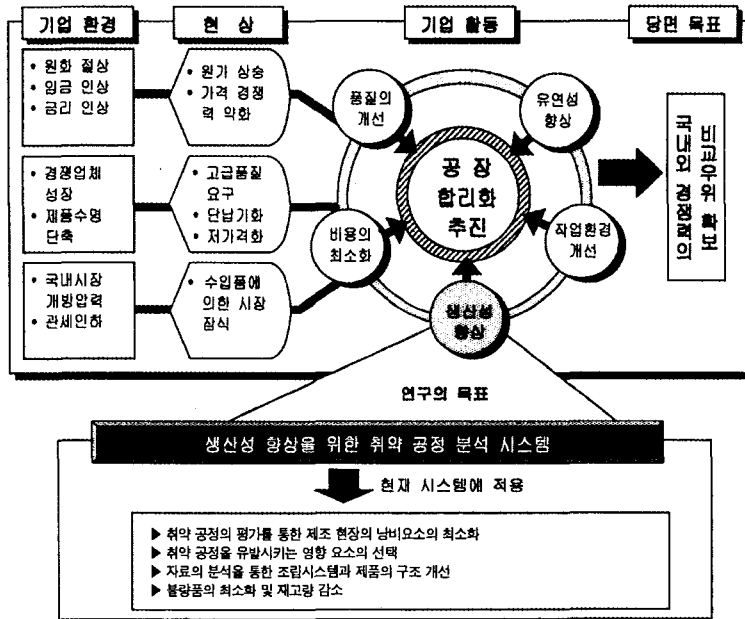 기업 환경
현 상
기업 활동
당면 목표
• 원화 절상
• 임금 인상
• 금리 인상
• 원가 상승
• 가격 경쟁
력 약화
• 경쟁업체
성장
• 제품수명
단축
• 고급품질
요구
• 단납기화
• 저가격화
• 국내시장
개방압력
• 관세인하
• 수입품에
의한 시장
잠식
품질의
개선
유연성
향상
공 장
합리화
추진
비용의
최소화
작업환경
개선
생산성
향상
국내외 경쟁력의
비교우위 확보
연구의 목표
생산성 향상을 위한 취약 공정 분석 시스템
현재 시스템에 적용
▶ 취약 공정의 평가를 통한 제조 현장의 낭비요소의 최소화
▶ 취약 공정을 유발시키는 영향 요소의 선택
▶ 자료의 분석을 통한 조립시스템과 제품의 구조 개선
▶ 불량품의 최소화 및 재고량 감소